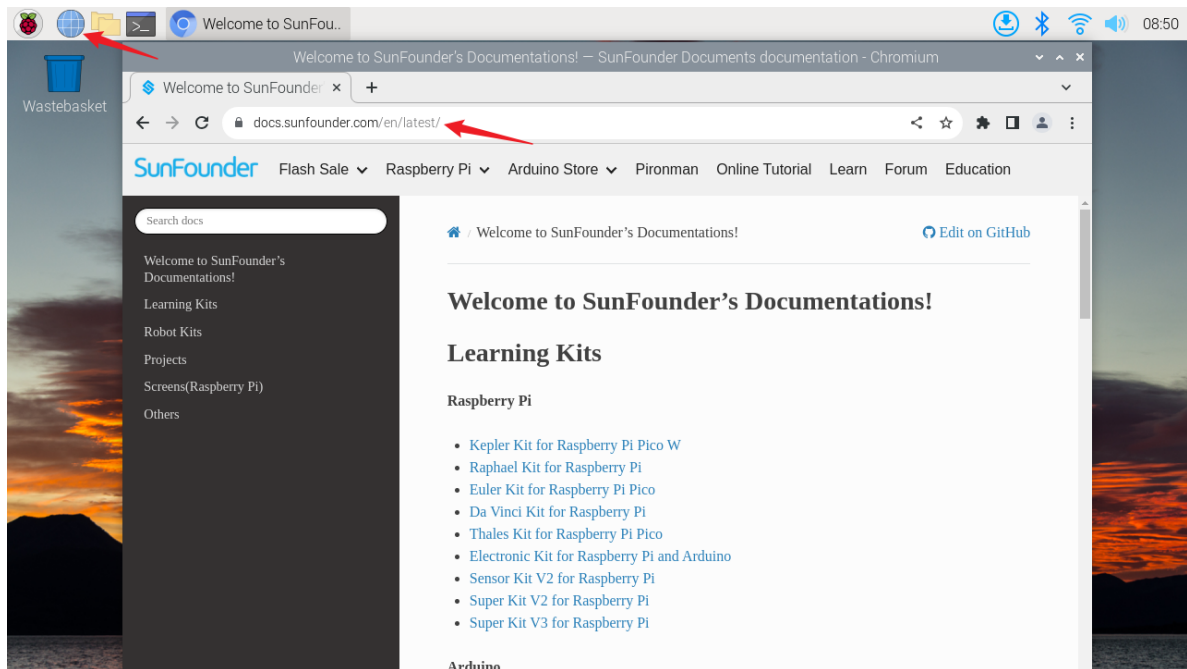 Welcome to SunFou..
08:50
Wastebasket
Welcome to SunFounder's Documentations! — SunFounder Documents documentation - Chromium
Welcome to SunFounder
docs.sunfounder.com/en/latest/
SunFounder Flash Sale Raspberry Pi Arduino Store Pironman Online Tutorial Learn Forum Education
Search docs
Welcome to SunFounder's
Documentations!
Learning Kits
Robot Kits
Projects
Screens(Raspberry Pi)
Others
/ Welcome to SunFounder's Documentations!
Edit on GitHub
Welcome to SunFounder's Documentations!
Learning Kits
Raspberry Pi
Kepler Kit for Raspberry Pi Pico W
Raphael Kit for Raspberry Pi
Euler Kit for Raspberry Pi Pico
Da Vinci Kit for Raspberry Pi
Thales Kit for Raspberry Pi Pico
Electronic Kit for Raspberry Pi and Arduino
Sensor Kit V2 for Raspberry Pi
Super Kit V2 for Raspberry Pi
Super Kit V3 for Raspberry Pi
Arduino